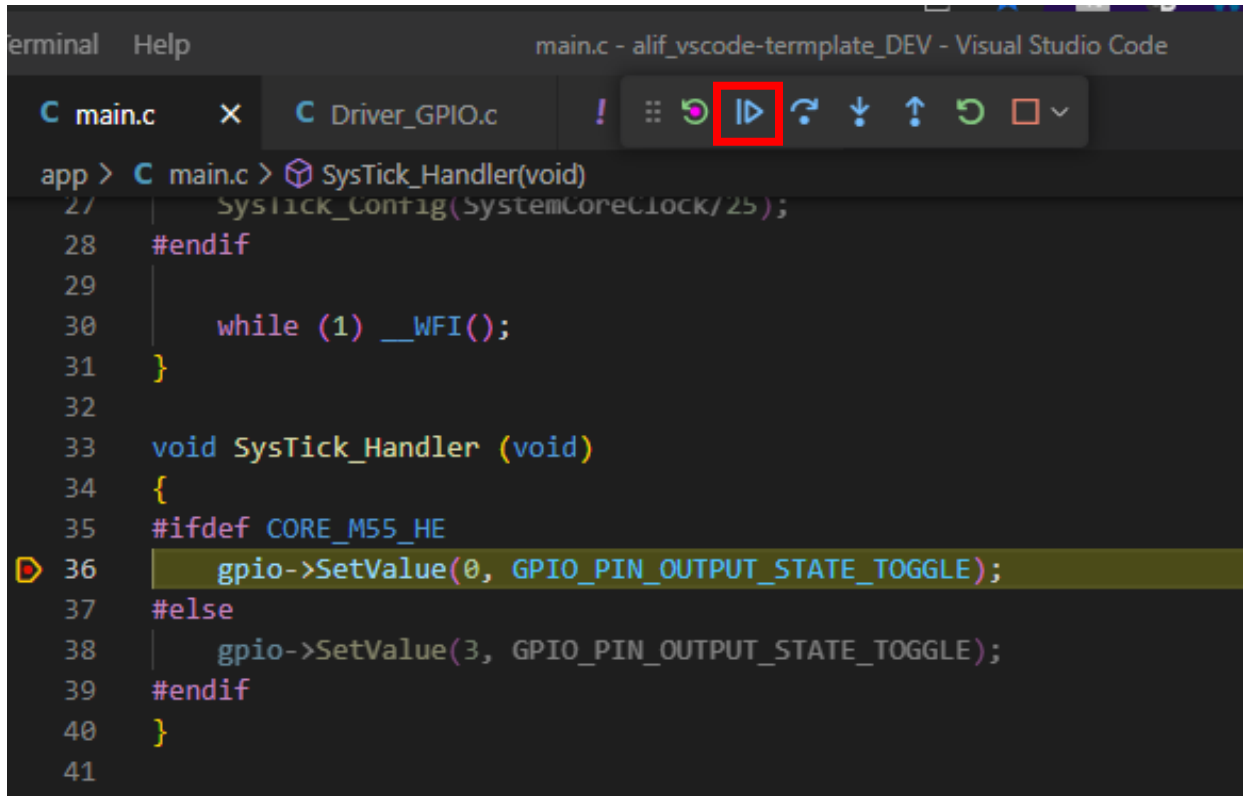 Terminal Help main.c - alif_vscode-termplate_DEV - Visual Studio Code
C main.c × C Driver_GPIO.c !
app > C main.c > SysTick_Handler(void)
27 SysTick_Config(SystemCoreClock/25);
28 #endif
29
30 while (1) __WFI();
31 }
32
33 void SysTick_Handler (void)
34 {
35 #ifdef CORE_M55_HE
36 gpio->SetValue(0, GPIO_PIN_OUTPUT_STATE_TOGGLE);
37 #else
38 gpio->SetValue(3, GPIO_PIN_OUTPUT_STATE_TOGGLE);
39 #endif
40 }
41